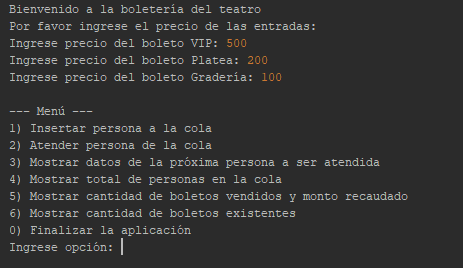 Bienvenido a la boletería del teatro
Por favor ingrese el precio de las entradas:
Ingrese precio del boleto VIP: 500
Ingrese precio del boleto Platea: 200
Ingrese precio del boleto Gradería: 100
--- Menú ---
1) Insertar persona a la cola
2) Atender persona de la cola
3) Mostrar datos de la próxima persona a ser atendida
4) Mostrar total de personas en la cola
5) Mostrar cantidad de boletos vendidos y monto recaudado
6) Mostrar cantidad de boletos existentes
0) Finalizar la aplicación
Ingrese opción: